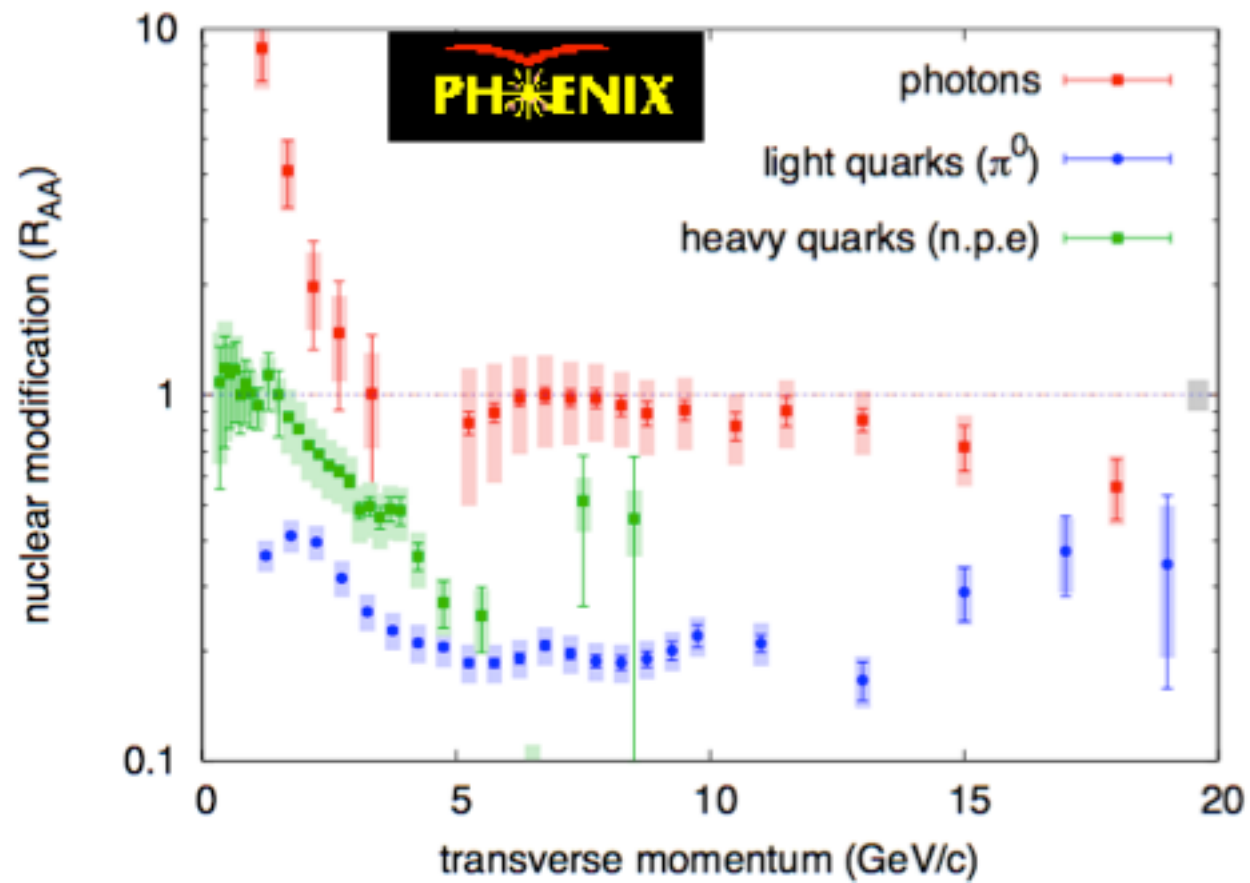 10
PHENIX
photons
light quarks (π⁰)
heavy quarks (n.p.e)
nuclear modification (R_AA)
1
0.1
0 5 10 15 20
transverse momentum (GeV/c)